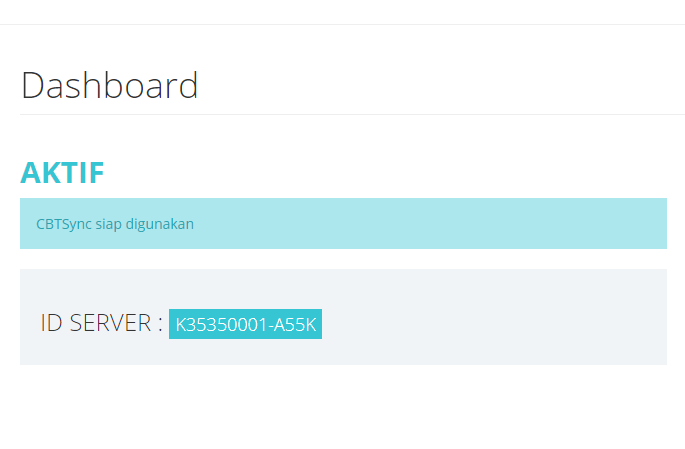 Dashboard
AKTIF
CBTSync siap digunakan
ID SERVER : K35350001-A55K